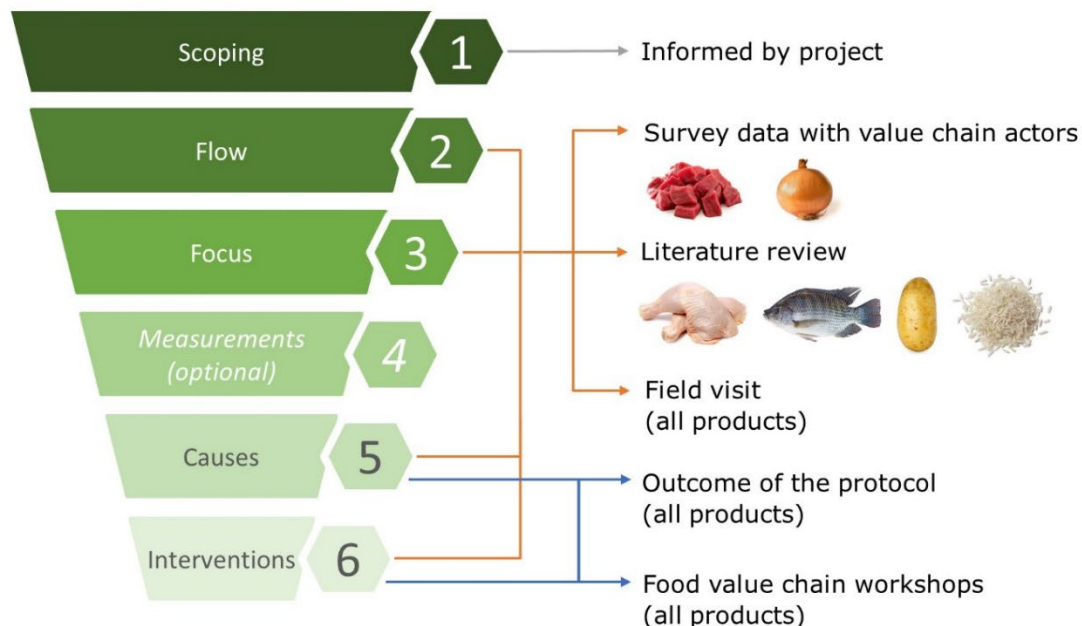 Scoping
1
Informed by project
Flow
2
Survey data with value chain actors
Focus
3
Literature review
Measurements
(optional)
4
Field visit
(all products)
Causes
5
Outcome of the protocol
(all products)
Interventions
6
Food value chain workshops
(all products)